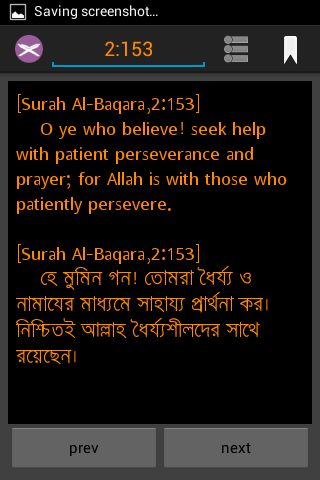 Saving screenshot...
2:153
[Surah Al-Baqara,2:153]
O ye who believe! seek help
with patient perseverance and
prayer; for Allah is with those who
patiently persevere.
[Surah Al-Baqara,2:153]
হে মুমিন গন! তোমরা ধৈর্য্য ও
নামাযের মাধ্যমে সাহায্য প্রার্থনা কর।
নিশ্চিতই আল্লাহ ধৈর্য্যশীলদের সাথে
রয়েছেন।
prev
next